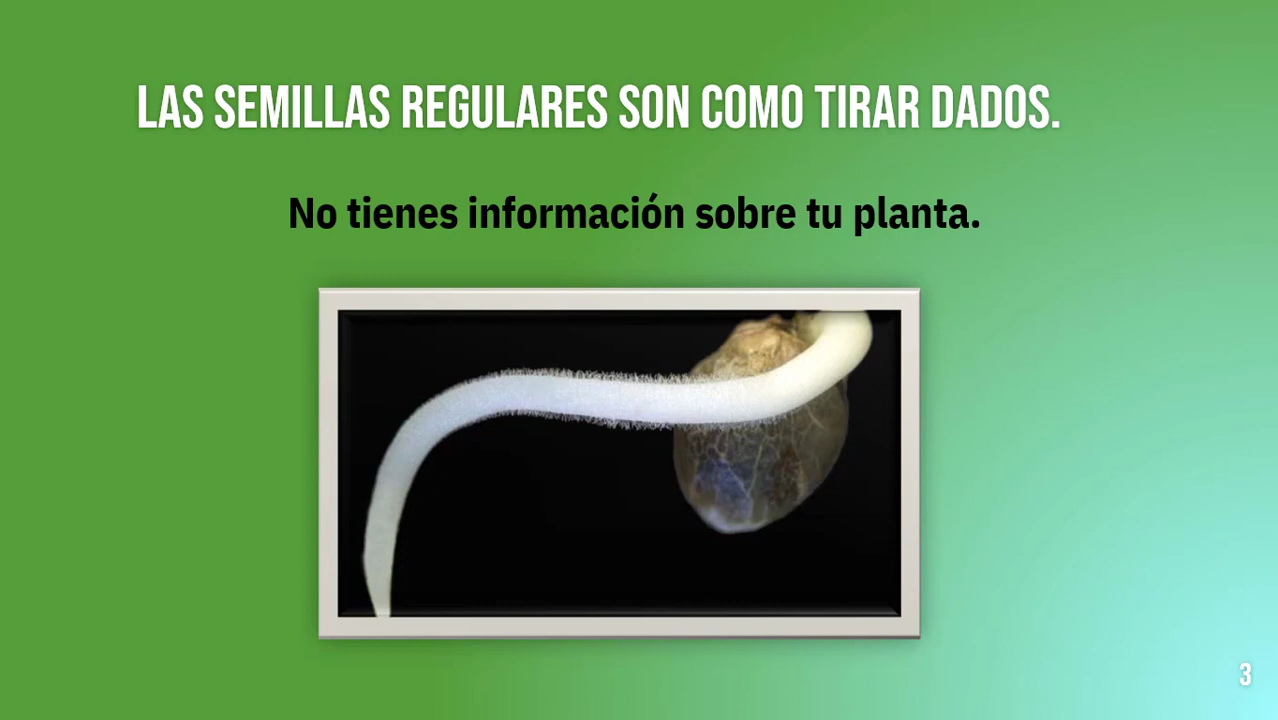 LAS SEMILLAS REGULARES SON COMO TIRAR DADOS.
No tienes información sobre tu planta.
3